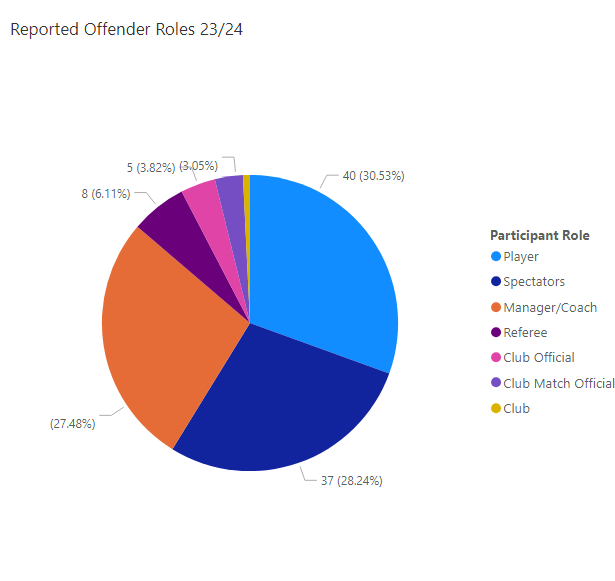 Reported Offender Roles 23/24
(3.05%)
5 (3.82%)
40 (30.53%)
8 (6.11%)
Participant Role
Player
Spectators
Manager/Coach
Referee
Club Official
Club Match Official
Club
(27.48%)
37 (28.24%)